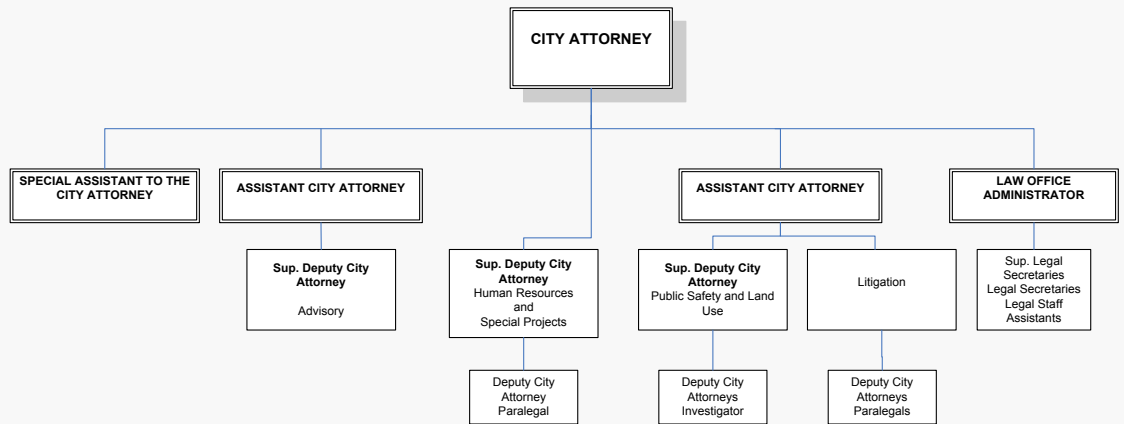 CITY ATTORNEY
SPECIAL ASSISTANT TO THE
CITY ATTORNEY
ASSISTANT CITY ATTORNEY
ASSISTANT CITY ATTORNEY
LAW OFFICE
ADMINISTRATOR
Sup. Deputy City
Attorney
Advisory
Sup. Deputy City
Attorney
Human Resources
and
Special Projects
Sup. Deputy City
Attorney
Public Safety and Land
Use
Litigation
Sup. Legal
Secretaries
Legal Secretaries
Legal Staff
Assistants
Deputy City
Attorney
Paralegal
Deputy City
Attorneys
Investigator
Deputy City
Attorneys
Paralegals